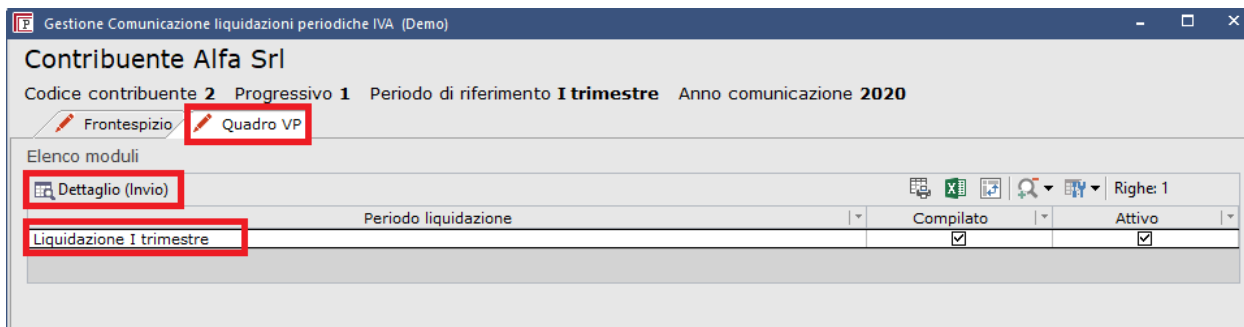 Gestione Comunicazione liquidazioni periodiche IVA (Demo)
Contribuente Alfa Srl
Codice contribuente 2 Progressivo 1 Periodo di riferimento I trimestre Anno comunicazione 2020
Frontespizio Quadro VP
Elenco moduli
Dettaglio (Invio) Righe: 1
Periodo liquidazione Compilato Attivo
Liquidazione I trimestre